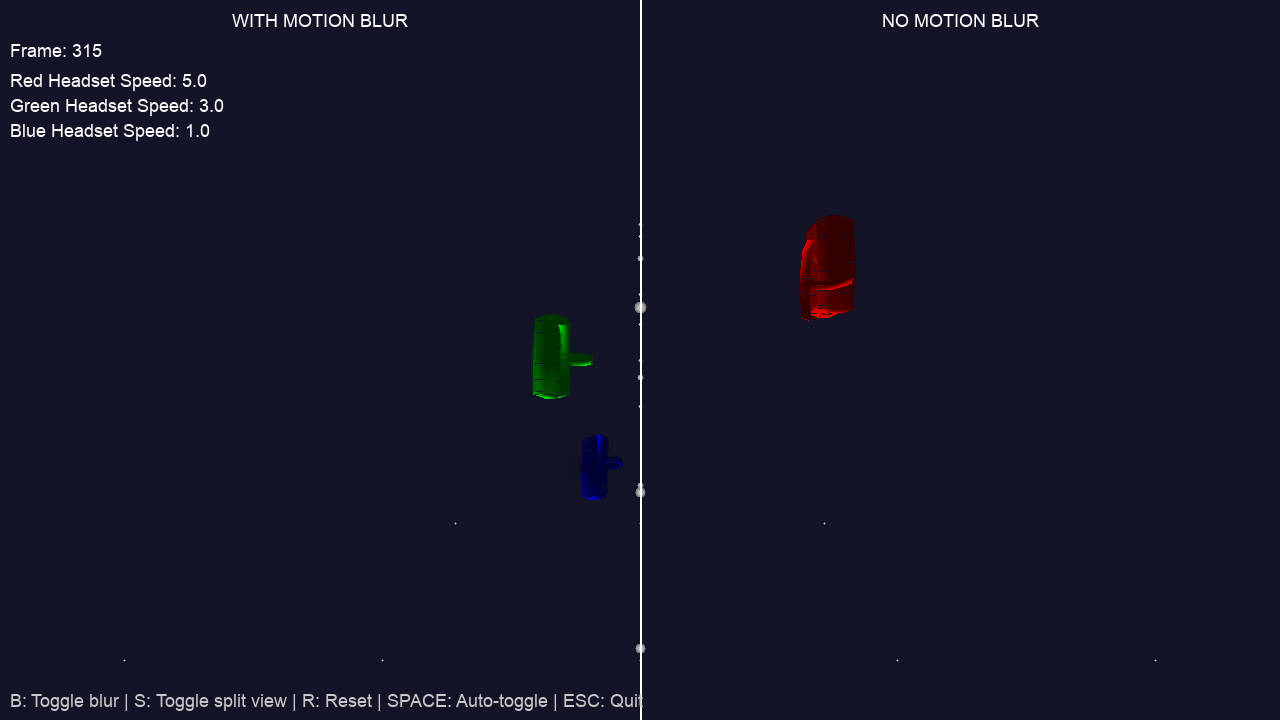 WITH MOTION BLUR
NO MOTION BLUR
Frame: 315
Red Headset Speed: 5.0
Green Headset Speed: 3.0
Blue Headset Speed: 1.0
B: Toggle blur | S: Toggle split view | R: Reset | SPACE: Auto-toggle | ESC: Quit